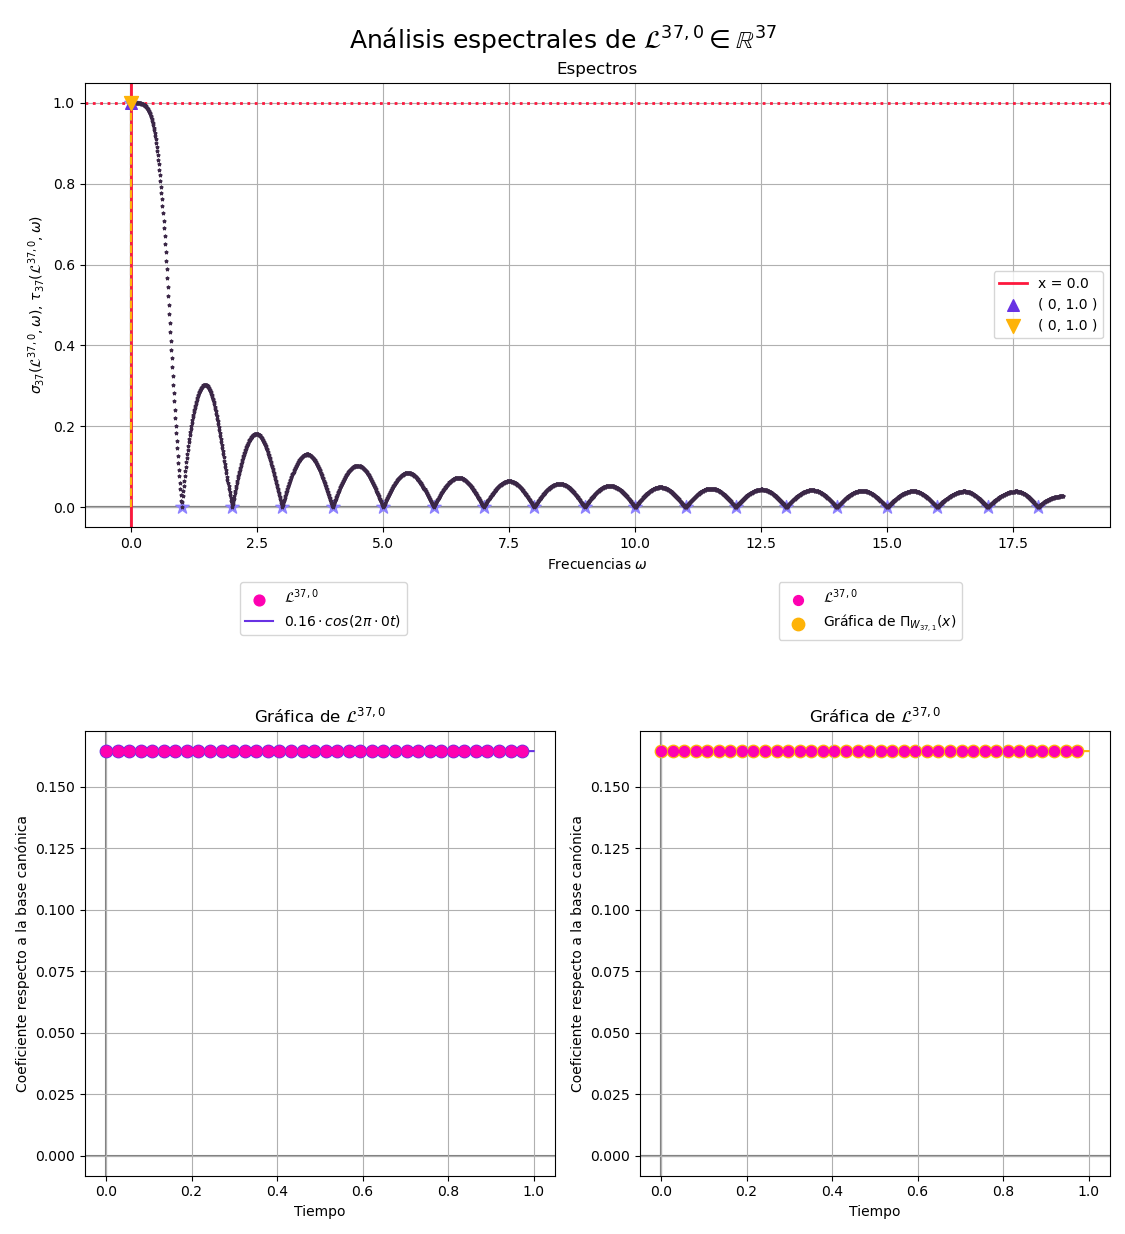 Análisis espectrales de $\mathcal{L}^{37,0} \in \mathbb{R}^{37}$
Espectros
1.0
0.8
0.6
0.4
0.2
0.0
$\sigma_{37}(\mathcal{L}^{37,0}, \omega), \tau_{37}(\mathcal{L}^{37,0}, \omega)$
x = 0.0
( 0, 1.0 )
( 0, 1.0 )
0.0 2.5 5.0 7.5 10.0 12.5 15.0 17.5
Frecuencias $\omega$
$\mathcal{L}^{37,0}$
$0.16 \cdot cos(2\pi \cdot 0t)$
$\mathcal{L}^{37,0}$
Gráfica de $\Pi_{W_{37,1}}(x)$
Gráfica de $\mathcal{L}^{37,0}$
0.150
0.125
0.100
0.075
0.050
0.025
0.000
Coeficiente respecto a la base canónica
0.0 0.2 0.4 0.6 0.8 1.0
Tiempo
Gráfica de $\mathcal{L}^{37,0}$
0.150
0.125
0.100
0.075
0.050
0.025
0.000
Coeficiente respecto a la base canónica
0.0 0.2 0.4 0.6 0.8 1.0
Tiempo